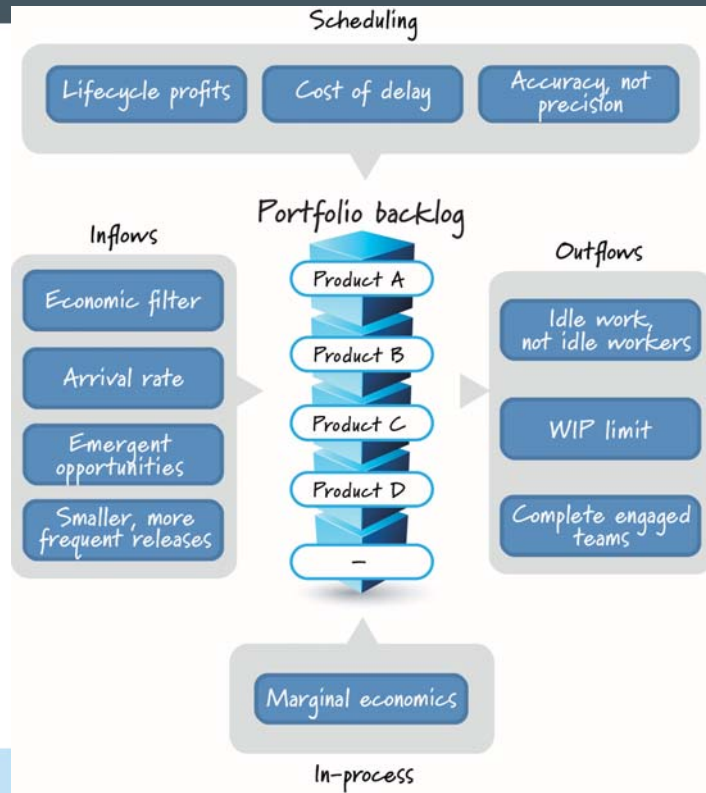 Scheduling
Lifecycle profits
Cost of delay
Accuracy, not
precision
Portfolio backlog
Inflows
Economic filter
Arrival rate
Emergent
opportunities
Smaller, more
frequent releases
Product A
Product B
Product C
Product D
–
Outflows
Idle work,
not idle workers
WIP limit
Complete engaged
teams
Marginal economics
In-process